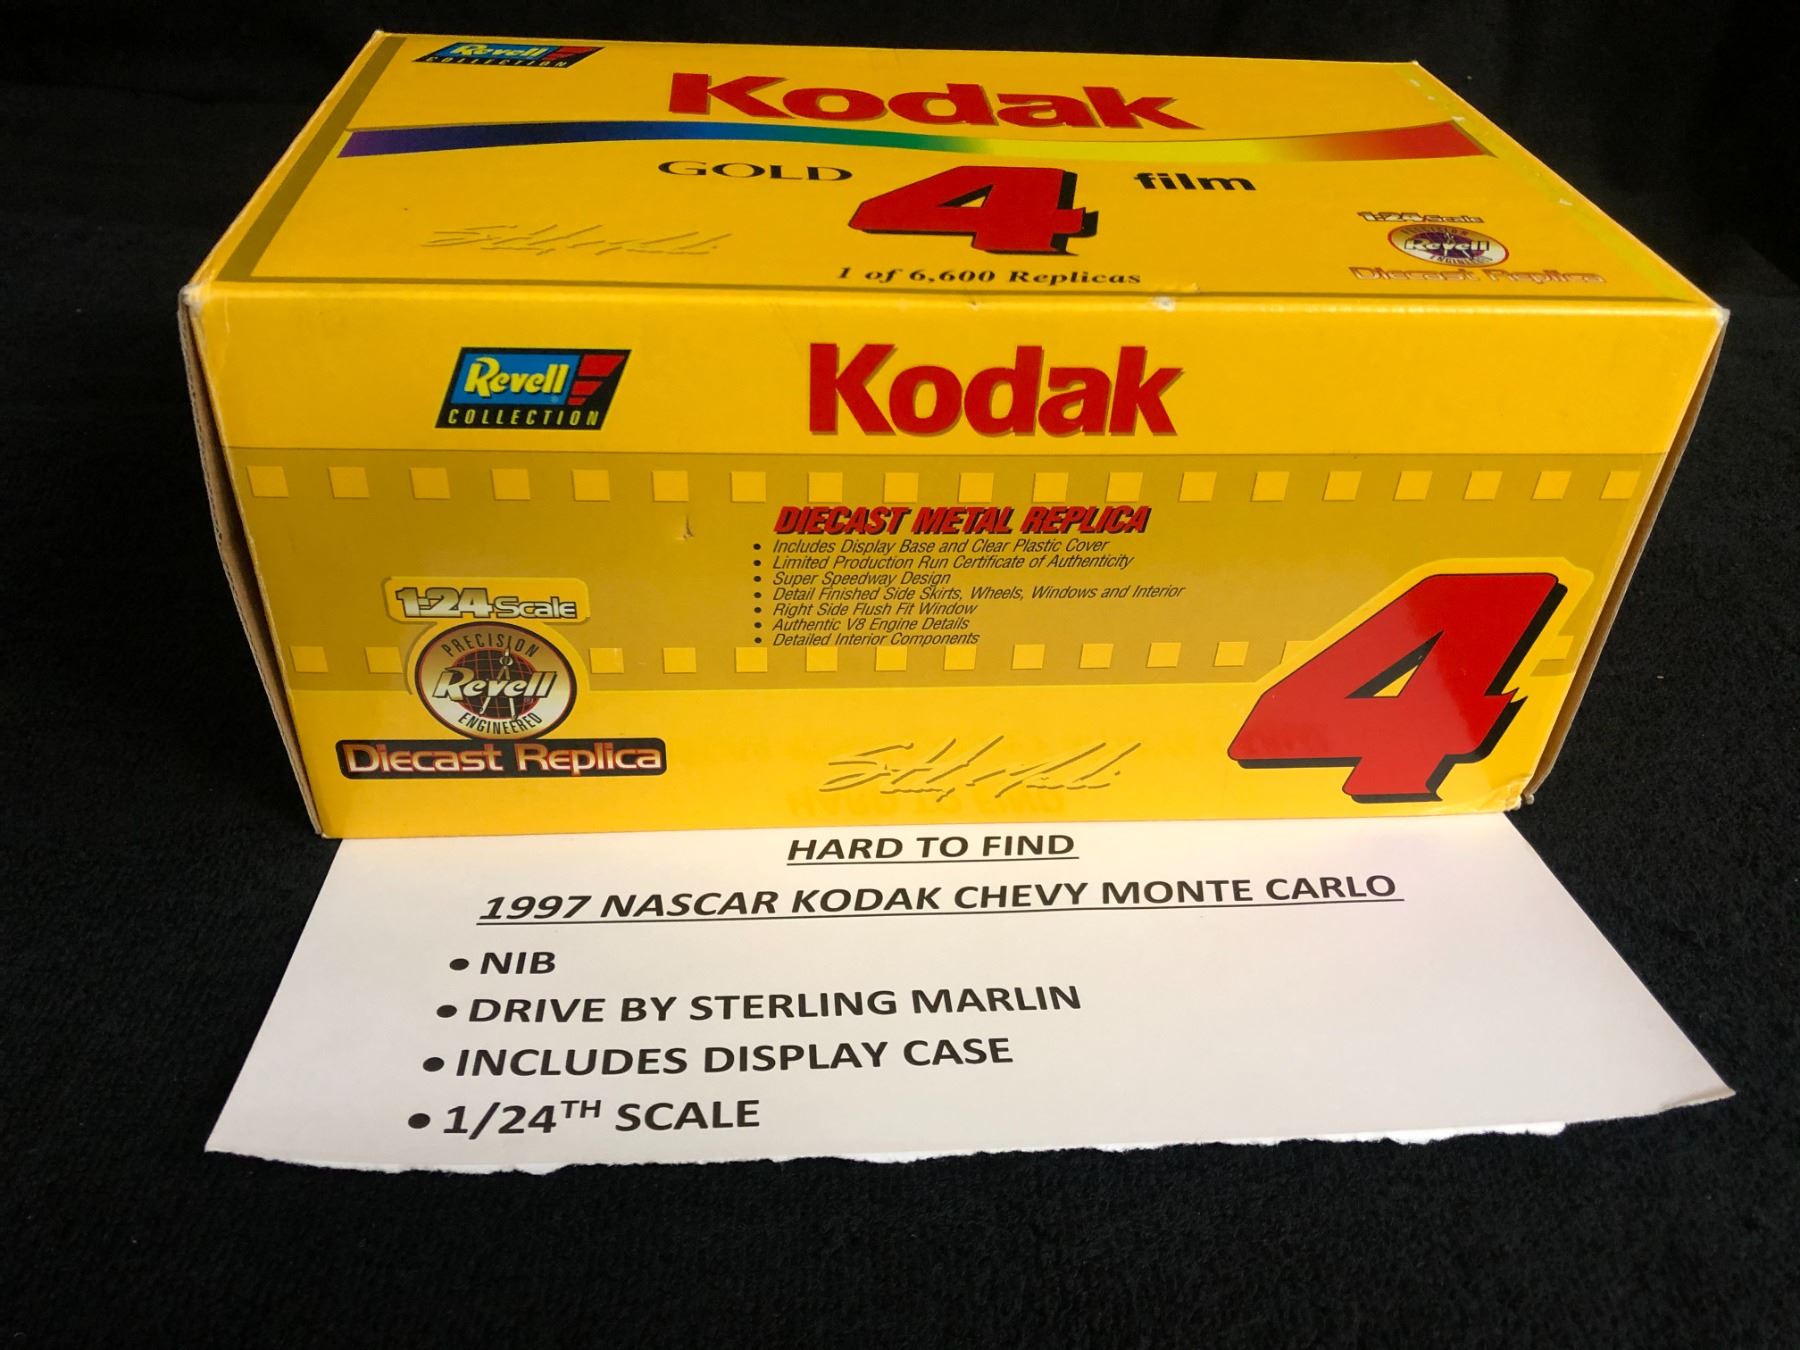 Revell
COLLECTION
Kodak
GOLD 4 film
1:24 Scale
PRECISION
Revell
ENGINEERED
Diecast Replica
1 of 6,600 Replicas
Revell
COLLECTION
Kodak
DIECAST METAL REPLICA
• Includes Display Base and Clear Plastic Cover
• Limited Production Run Certificate of Authenticity
• Super Speedway Design
• Detail Finished Side Skirts, Wheels, Windows and Interior
• Right Side Flush Fit Window
• Authentic V8 Engine Details
• Detailed Interior Components
1:24 Scale
PRECISION
Revell
ENGINEERED
Diecast Replica
4
HARD TO FIND
1997 NASCAR KODAK CHEVY MONTE CARLO
• NIB
• DRIVE BY STERLING MARLIN
• INCLUDES DISPLAY CASE
• 1/24TH SCALE